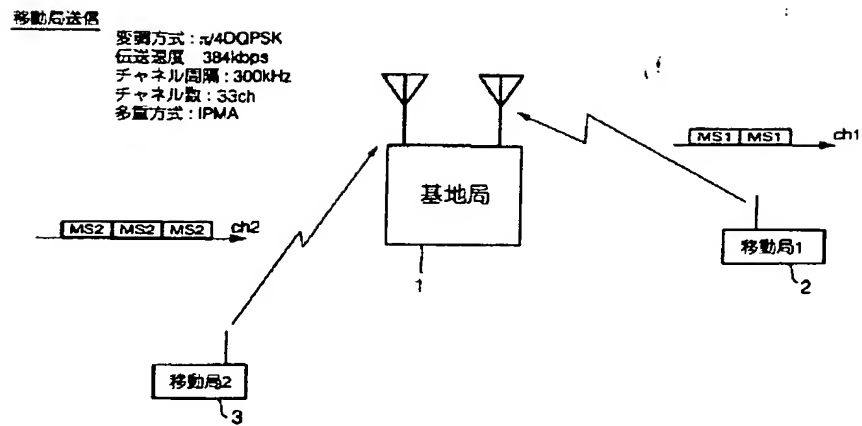 移動局送信
変調方式：π/4DQPSK
伝送速度 384kbps
チャネル間隔：300kHz
チャネル数：33ch
多重方式：IPMA
MS1 MS1 ch1
基地局
MS2 MS2 MS2 ch2
移動局1
1
2
移動局2
3